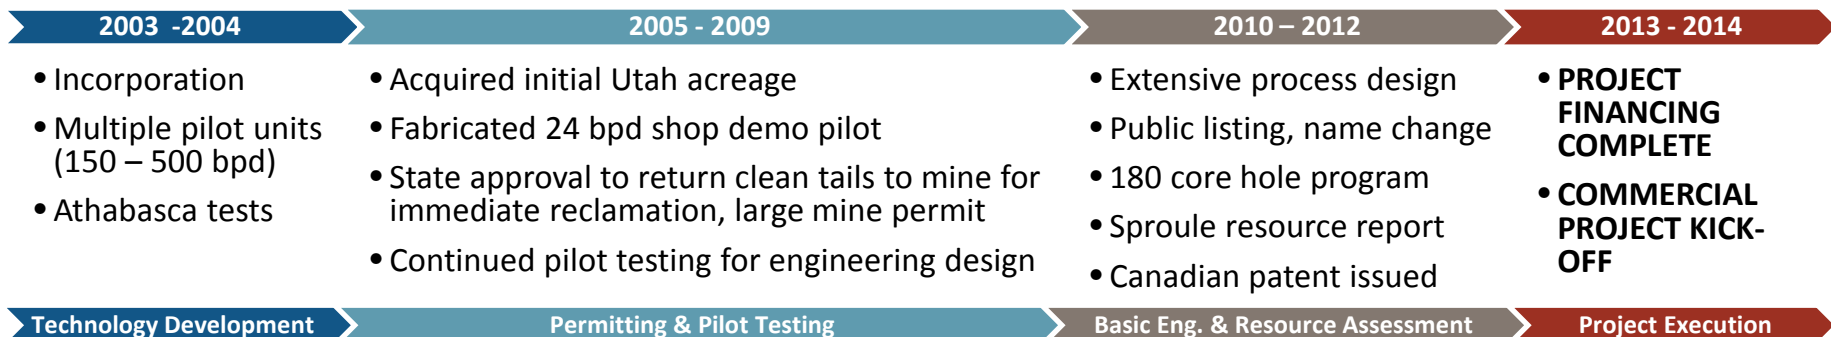 2003 -2004
2005 - 2009
2010 – 2012
2013 - 2014
• Incorporation
• Multiple pilot units
(150 – 500 bpd)
• Athabasca tests
• Acquired initial Utah acreage
• Fabricated 24 bpd shop demo pilot
• State approval to return clean tails to mine for
immediate reclamation, large mine permit
• Continued pilot testing for engineering design
• Extensive process design
• Public listing, name change
• 180 core hole program
• Sproule resource report
• Canadian patent issued
• PROJECT
FINANCING
COMPLETE
• COMMERCIAL
PROJECT KICK-
OFF
Technology Development
Permitting & Pilot Testing
Basic Eng. & Resource Assessment
Project Execution